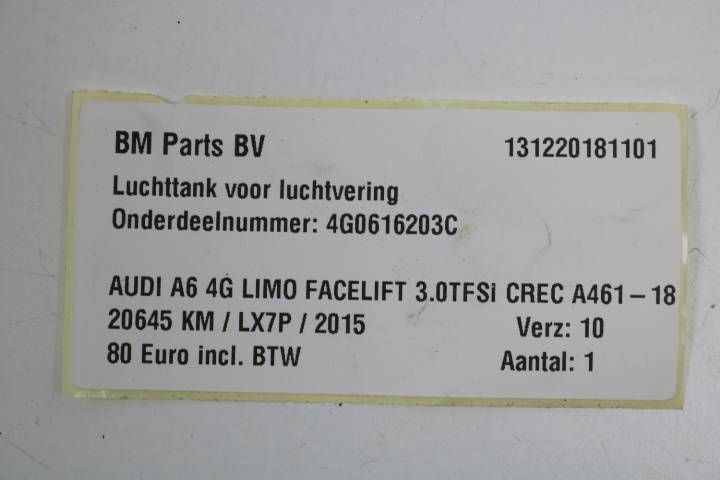 BM Parts BV 131220181101
Luchttank voor luchtvering
Onderdeelnummer: 4G0616203C
AUDI A6 4G LIMO FACELIFT 3.0TFSi CREC A461-18
20645 KM / LX7P / 2015 Verz: 10
80 Euro incl. BTW Aantal: 1